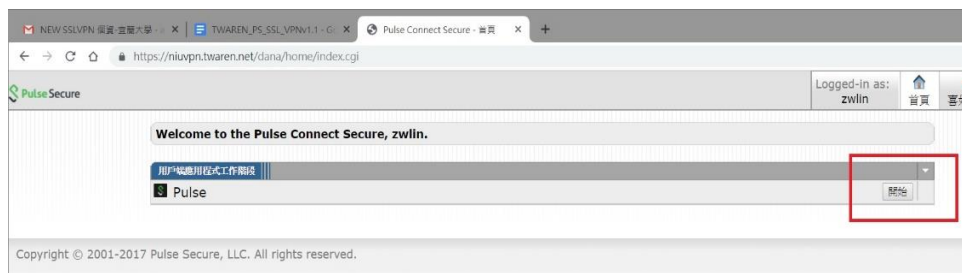 NEW SSLVPN 個資-宜蘭大學
TWAREN_PS_SSL_VPNv1.1 - G
Pulse Connect Secure - 首頁
https://niuvpn.twaren.net/dana/home/index.cgi
Pulse Secure
Logged-in as:
zwlin
首頁
Welcome to the Pulse Connect Secure, zwlin.
用戶端應用程式工作階段
Pulse
開始
Copyright © 2001-2017 Pulse Secure, LLC. All rights reserved.